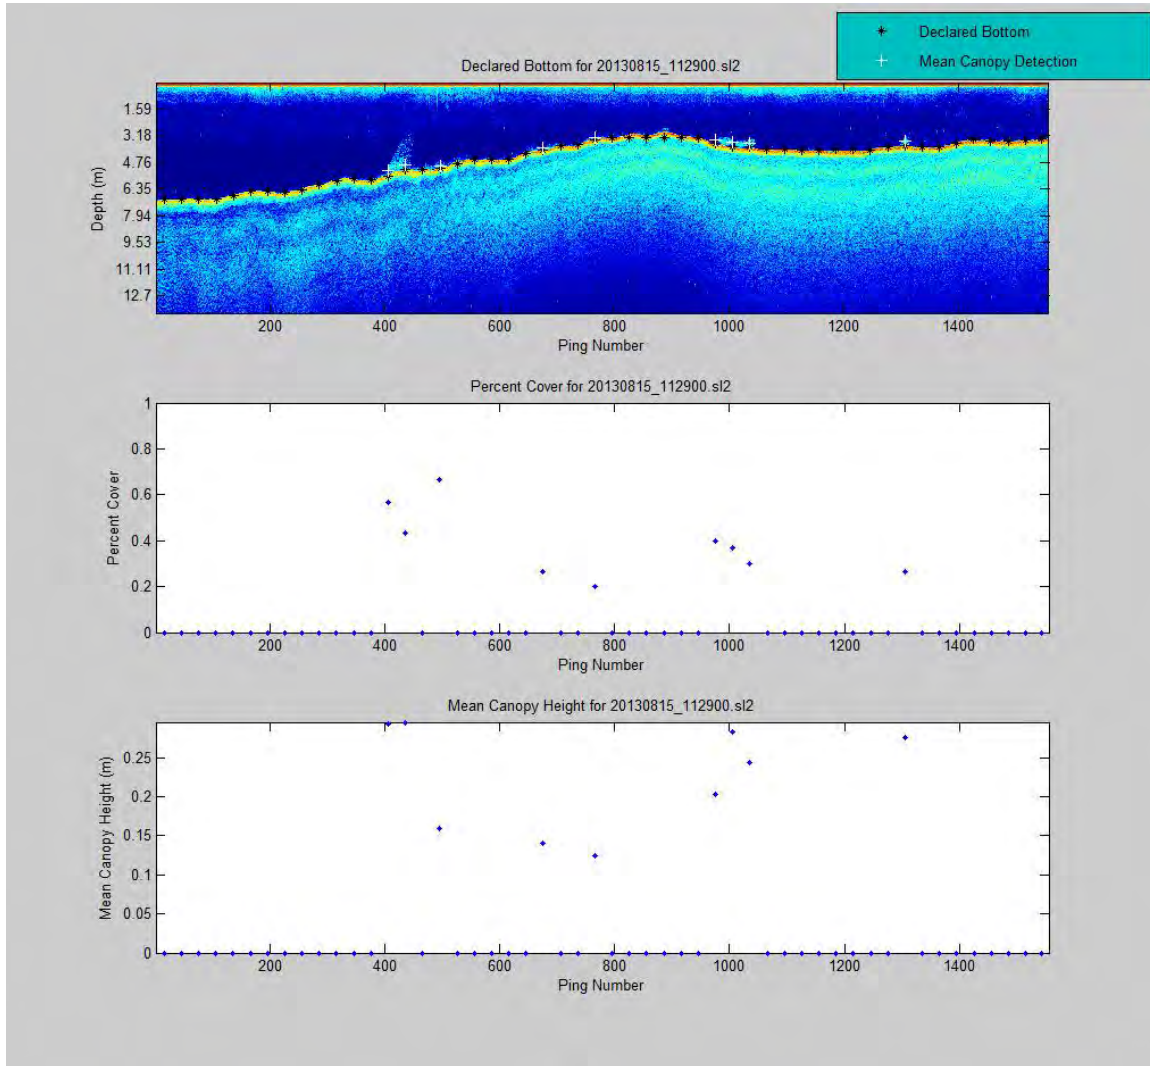 Declared Bottom
Mean Canopy Detection
Declared Bottom for 20130815_112900.sl2
1.59
3.18
4.76
6.35
7.94
9.53
11.11
12.7
Depth (m)
200 400 600 800 1000 1200 1400
Ping Number
Percent Cover for 20130815_112900.sl2
1
0.8
0.6
0.4
0.2
0
Percent Cover
200 400 600 800 1000 1200 1400
Ping Number
Mean Canopy Height for 20130815_112900.sl2
0.25
0.2
0.15
0.1
0.05
0
Mean Canopy Height (m)
200 400 600 800 1000 1200 1400
Ping Number